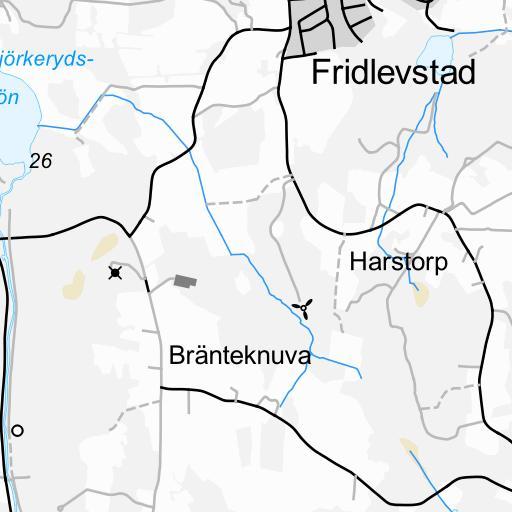 jörkeryds-
ön
Fridlevstad
26
Harstorp
Bränteknuva